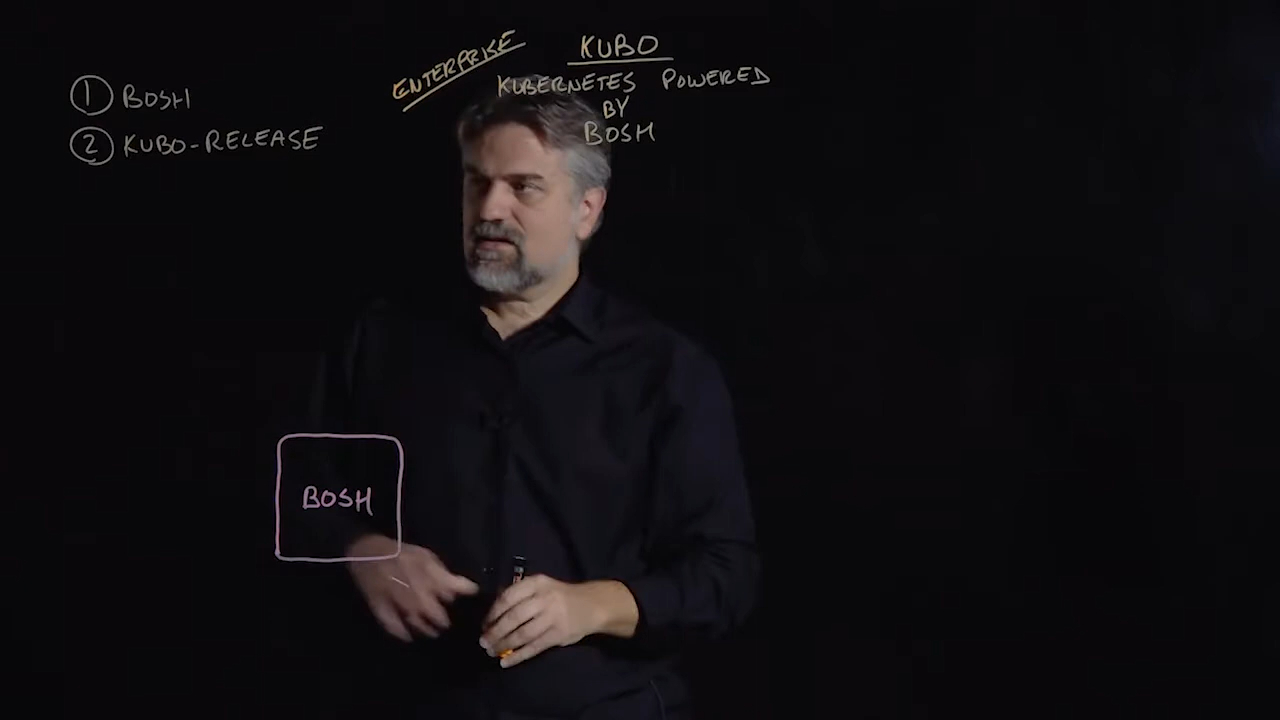 ENTERPRISE
KUBO
KUBERNETES POWERED
BY
BOSH
1 BOSH
2 KUBO-RELEASE
BOSH